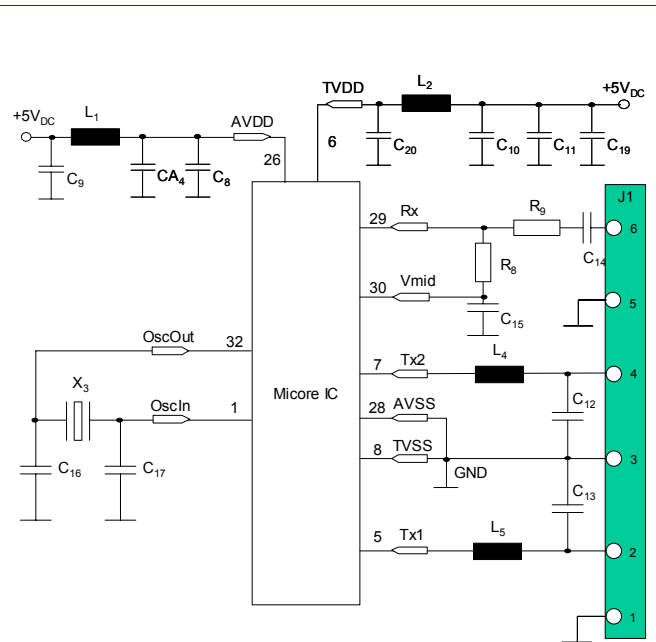 TVDD
L2
+5VDC
+5VDC
L1
AVDD
6
C20
C10
C11
C19
26
C9
CA4
C8
J1
29
Rx
R9
6
C14
R8
30
Vmid
5
C15
OscOut
32
L4
7
Tx2
4
X3
Micore IC
C12
OscIn
1
28
AVSS
8
TVSS
3
C16
C17
GND
C13
L5
5
Tx1
2
1